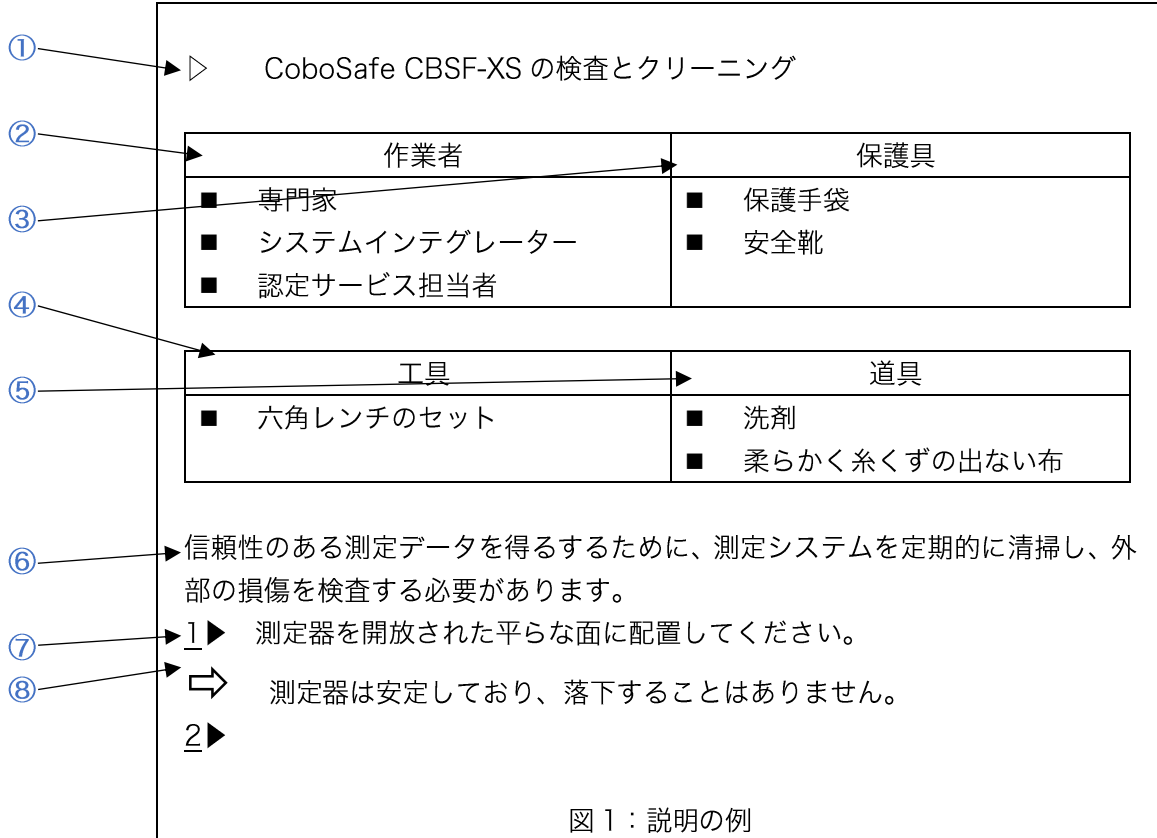 ① ▷ CoboSafe CBSF-XS の検査とクリーニング
② 作業者 保護具
■ 専門家 ■ 保護手袋
③
■ システムインテグレーター ■ 安全靴
■ 認定サービス担当者
④
工具 道具
⑤
■ 六角レンチのセット ■ 洗剤
■ 柔らかく糸くずの出ない布
⑥ 信頼性のある測定データを得るするために、測定システムを定期的に清掃し、外
部の損傷を検査する必要があります。
⑦ 1▶ 測定器を開放された平らな面に配置してください。
⑧ ⇨ 測定器は安定しており、落下することはありません。
2▶
図 1：説明の例